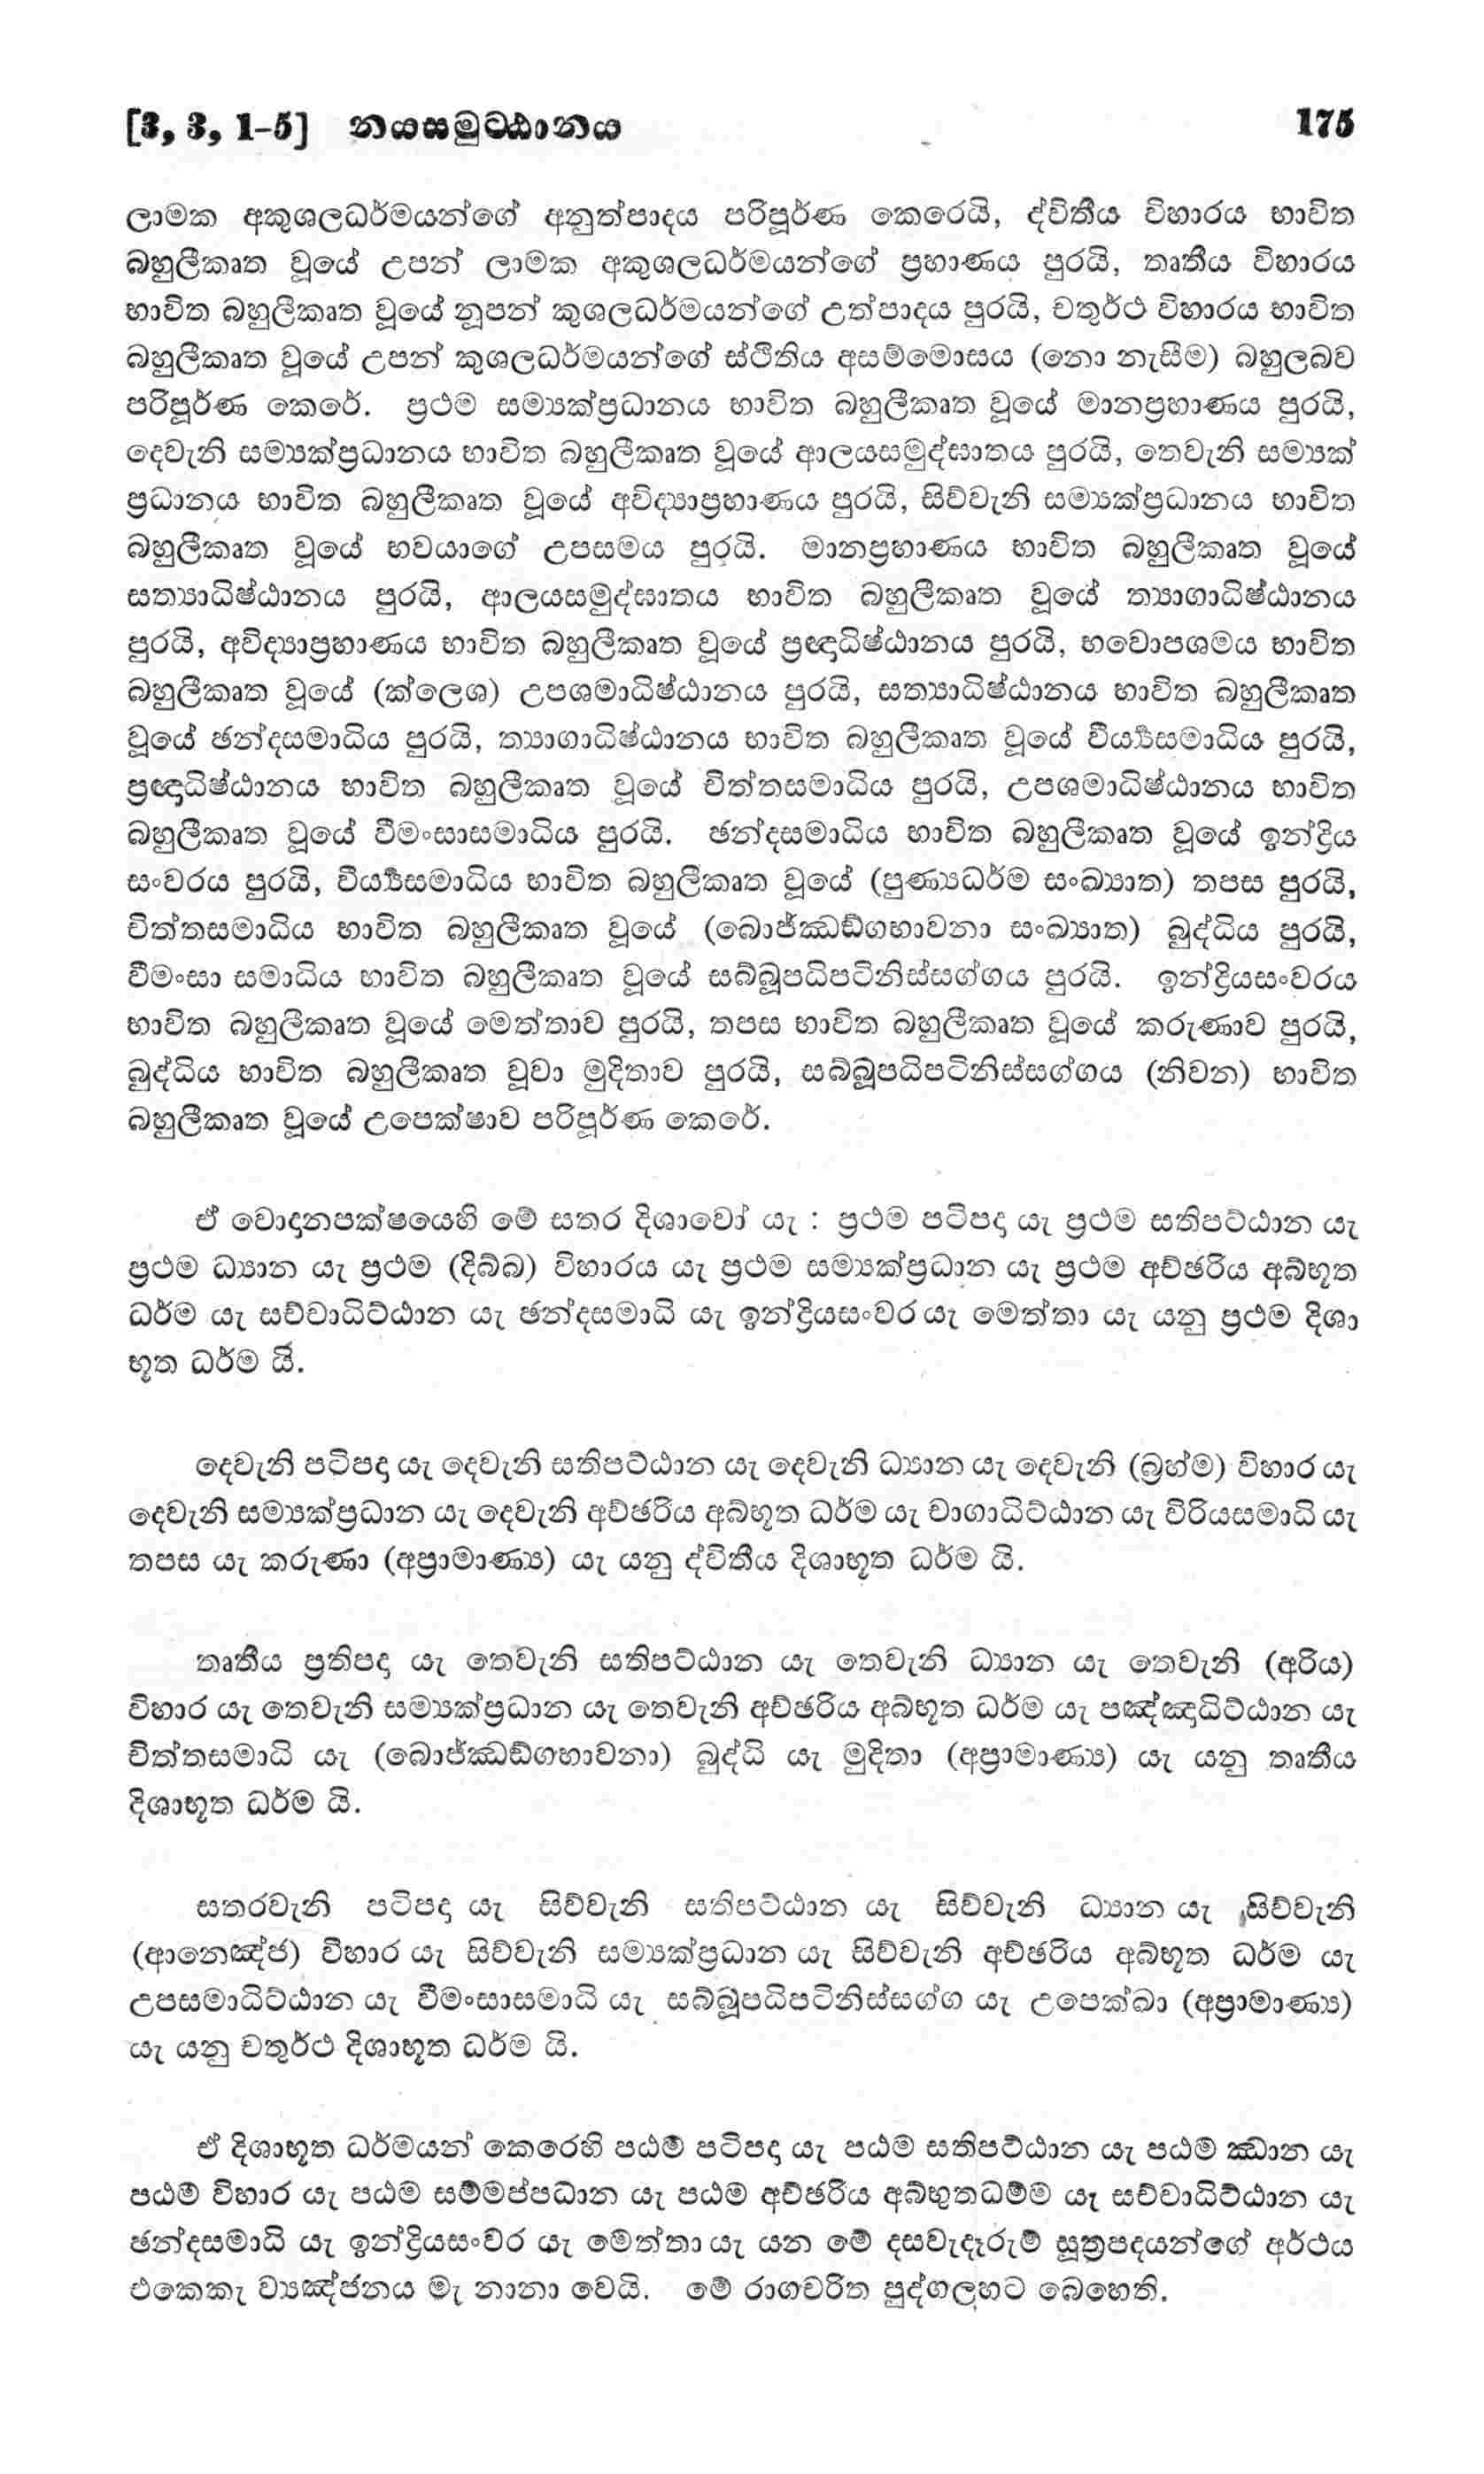 [3, 3, 1-5] නයසමුට්ඨානය 175
ලාමක අකුශලධර්මයන්ගේ අනුත්පාදය පරිපූර්ණ කෙරෙයි, ද්විතීය විහාරය භාවිත
බහුලීකෘත වූයේ උපන් ලාමක අකුශලධර්මයන්ගේ ප්‍රහාණය පුරයි, තෘතීය විහාරය
භාවිත බහුලීකෘත වූයේ නූපන් කුශලධර්මයන්ගේ උත්පාදය පුරයි, චතුර්ථ විහාරය භාවිත
බහුලීකෘත වූයේ උපන් කුශලධර්මයන්ගේ ස්ථිතිය අසම්මොසය (නො නැසීම) බහුලබව
පරිපූර්ණ කෙරේ. ප්‍රථම සම්‍යක්ප්‍රධානය භාවිත බහුලීකෘත වූයේ මානප්‍රහාණය පුරයි,
දෙවැනි සම්‍යක්ප්‍රධානය භාවිත බහුලීකෘත වූයේ ආලයසමුද්ඝාතය පුරයි, තෙවැනි සම්‍යක්
ප්‍රධානය භාවිත බහුලීකෘත වූයේ අවිද්‍යාප්‍රහාණය පුරයි, සිව්වැනි සම්‍යක්ප්‍රධානය භාවිත
බහුලීකෘත වූයේ භවයාගේ උපසමය පුරයි. මානප්‍රහාණය භාවිත බහුලීකෘත වූයේ
සත්‍යාධිෂ්ඨානය පුරයි, ආලයසමුද්ඝාතය භාවිත බහුලීකෘත වූයේ ත්‍යාගාධිෂ්ඨානය
පුරයි, අවිද්‍යාප්‍රහාණය භාවිත බහුලීකෘත වූයේ ප්‍රඥාධිෂ්ඨානය පුරයි, භවොපශමය භාවිත
බහුලීකෘත වූයේ (ක්ලෙශ) උපශමාධිෂ්ඨානය පුරයි, සත්‍යාධිෂ්ඨානය භාවිත බහුලීකෘත
වූයේ ඡන්දසමාධිය පුරයි, ත්‍යාගාධිෂ්ඨානය භාවිත බහුලීකෘත වූයේ වීර්‍ය්‍යසමාධිය පුරයි,
ප්‍රඥාධිෂ්ඨානය භාවිත බහුලීකෘත වූයේ චිත්තසමාධිය පුරයි, උපශමාධිෂ්ඨානය භාවිත
බහුලීකෘත වූයේ වීමංසාසමාධිය පුරයි. ඡන්දසමාධිය භාවිත බහුලීකෘත වූයේ ඉන්ද්‍රිය
සංවරය පුරයි, වීර්‍ය්‍යසමාධිය භාවිත බහුලීකෘත වූයේ (පුණ්‍යධර්ම සංඛ්‍යාත) තපස පුරයි,
චිත්තසමාධිය භාවිත බහුලීකෘත වූයේ (බොජ්ඣඞ්ගභාවනා සංඛ්‍යාත) බුද්ධිය පුරයි,
වීමංසා සමාධිය භාවිත බහුලීකෘත වූයේ සබ්බූපධිපටිනිස්සග්ගය පුරයි. ඉන්ද්‍රියසංවරය
භාවිත බහුලීකෘත වූයේ මෙත්තාව පුරයි, තපස භාවිත බහුලීකෘත වූයේ කරුණාව පුරයි,
බුද්ධිය භාවිත බහුලීකෘත වූවා මුදිතාව පුරයි, සබ්බූපධිපටිනිස්සග්ගය (නිවන) භාවිත
බහුලීකෘත වූයේ උපෙක්ෂාව පරිපූර්ණ කෙරේ.
ඒ වොදානපක්ෂයෙහි මේ සතර දිශාවෝ යැ : ප්‍රථම පටිපදා යැ ප්‍රථම සතිපට්ඨාන යැ
ප්‍රථම ධ්‍යාන යැ ප්‍රථම (දිබ්බ) විහාරය යැ ප්‍රථම සම්‍යක්ප්‍රධාන යැ ප්‍රථම අච්ඡරිය අබ්භූත
ධර්ම යැ සච්චාධිට්ඨාන යැ ඡන්දසමාධි යැ ඉන්ද්‍රියසංවර යැ මෙත්තා යැ යනු ප්‍රථම දිශා
භූත ධර්ම යි.
දෙවැනි පටිපදා යැ දෙවැනි සතිපට්ඨාන යැ දෙවැනි ධ්‍යාන යැ දෙවැනි (බ්‍රහ්ම) විහාර යැ
දෙවැනි සම්‍යක්ප්‍රධාන යැ දෙවැනි අච්ඡරිය අබ්භූත ධර්ම යැ චාගාධිට්ඨාන යැ විරියසමාධි යැ
තපස යැ කරුණා (අප්‍රාමාණ්‍ය) යැ යනු ද්විතීය දිශාභූත ධර්ම යි.
තෘතීය ප්‍රතිපදා යැ තෙවැනි සතිපට්ඨාන යැ තෙවැනි ධ්‍යාන යැ තෙවැනි (අරිය)
විහාර යැ තෙවැනි සම්‍යක්ප්‍රධාන යැ තෙවැනි අච්ඡරිය අබ්භූත ධර්ම යැ පඤ්ඤාධිට්ඨාන යැ
චිත්තසමාධි යැ (බොජ්ඣඞ්ගභාවනා) බුද්ධි යැ මුදිතා (අප්‍රාමාණ්‍ය) යැ යනු තෘතීය
දිශාභූත ධර්ම යි.
සතරවැනි පටිපදා යැ සිව්වැනි සතිපට්ඨාන යැ සිව්වැනි ධ්‍යාන යැ සිව්වැනි
(ආනෙඤ්ජ) විහාර යැ සිව්වැනි සම්‍යක්ප්‍රධාන යැ සිව්වැනි අච්ඡරිය අබ්භූත ධර්ම යැ
උපසමාධිට්ඨාන යැ වීමංසාසමාධි යැ සබ්බූපධිපටිනිස්සග්ග යැ උපෙක්ඛා (අප්‍රාමාණ්‍ය)
යැ යනු චතුර්ථ දිශාභූත ධර්ම යි.
ඒ දිශාභූත ධර්මයන් කෙරෙහි පඨම පටිපදා යැ පඨම සතිපට්ඨාන යැ පඨම ඣාන යැ
පඨම විහාර යැ පඨම සම්මප්පධාන යැ පඨම අච්ඡරිය අබ්භුතධම්ම යෑ සච්චාධිට්ඨාන යැ
ඡන්දසමාධි යැ ඉන්ද්‍රියසංවර යැ මෙත්තා යැ යන මේ දසවැදෑරුම් සූත්‍රපදයන්ගේ අර්ථය
එකෙකැ ව්‍යඤ්ජනය මැ නානා වෙයි. මේ රාගචරිත පුද්ගලහට බෙහෙති.